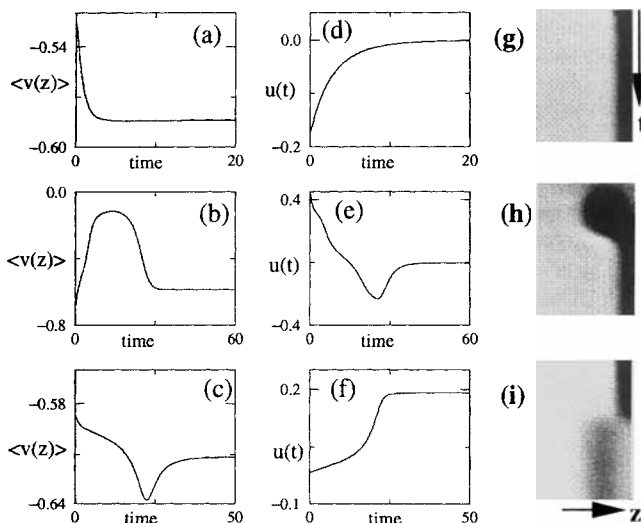 −0.54
<v(z)>
−0.60
0
20
time
(a)
0.0
u(t)
−0.2
0
20
time
(d)
(g)
t
0.0
<v(z)>
−0.8
0
60
time
(b)
0.4
u(t)
−0.4
0
60
time
(e)
(h)
−0.58
<v(z)>
−0.64
0
60
time
(c)
0.2
u(t)
−0.1
0
50
time
(f)
(i)
z